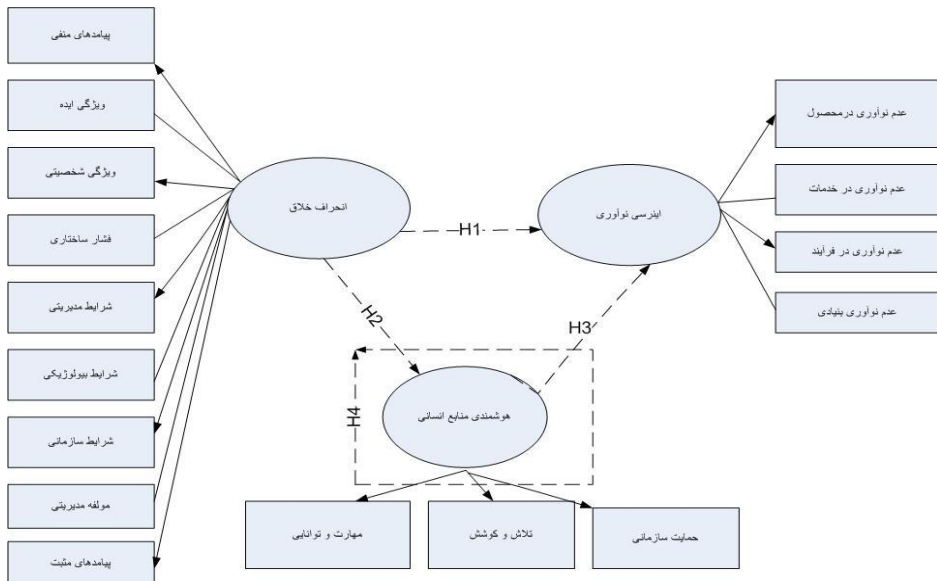 پیامدهای منفی
ویژگی ایده
ویژگی شخصیتی
فشار ساختاری
شرایط مدیریتی
شرایط بیولوژیکی
شرایط سازمانی
مولفه مدیریتی
پیامدهای مثبت
انحراف خلاق
H1
H2
اینرسی نوآوری
H3
H4
هوشمندی منابع انسانی
مهارت و توانایی
تلاش و کوشش
حمایت سازمانی
عدم نوآوری درمحصول
عدم نوآوری در خدمات
عدم نوآوری در فرآیند
عدم نوآوری بنیادی